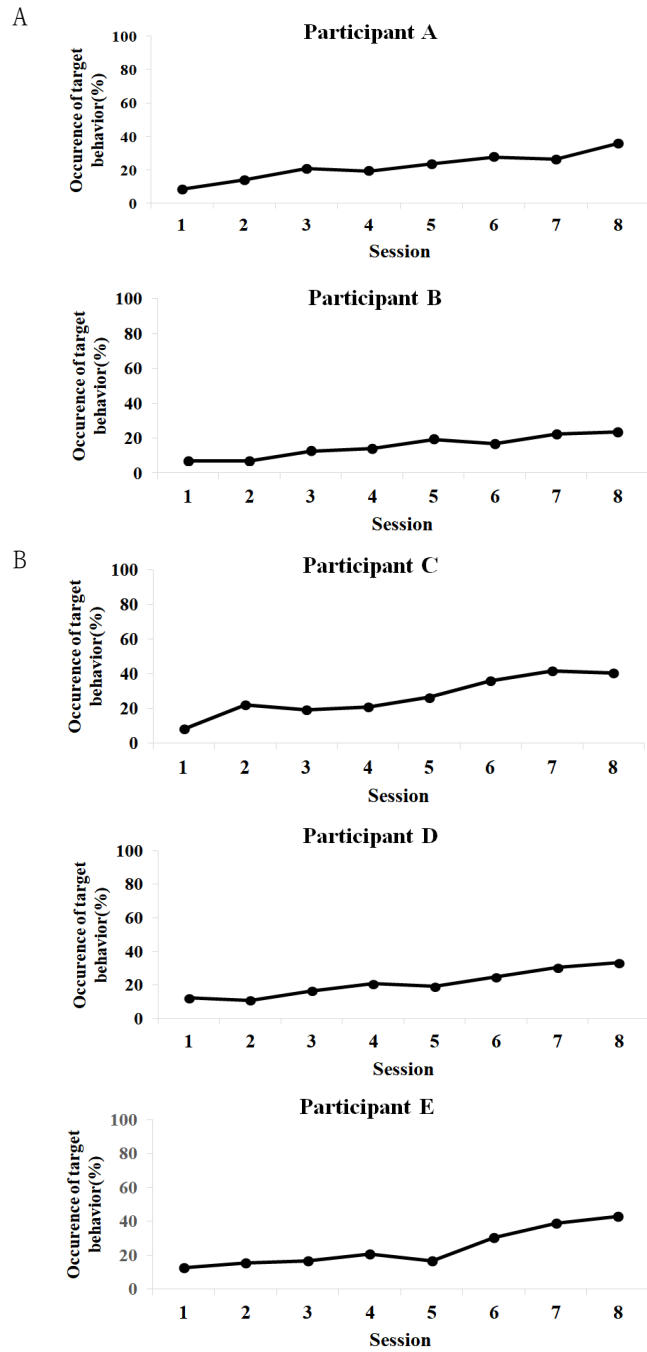 A
Participant A
Occurence of target
behavior(%)
100
80
60
40
20
0
1 2 3 4 5 6 7 8
Session
Participant B
Occurence of target
behavior(%)
100
80
60
40
20
0
1 2 3 4 5 6 7 8
Session
B
Participant C
Occurence of target
behavior(%)
100
80
60
40
20
0
1 2 3 4 5 6 7 8
Session
Participant D
Occurence of target
behavior(%)
100
80
60
40
20
0
1 2 3 4 5 6 7 8
Session
Participant E
Occurence of target
behavior(%)
100
80
60
40
20
0
1 2 3 4 5 6 7 8
Session